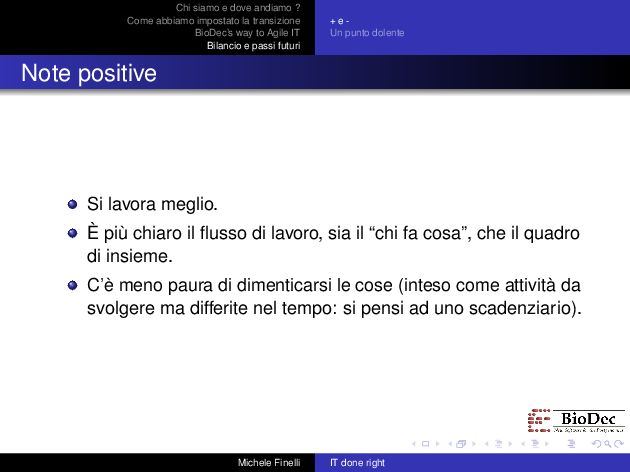 Chi siamo e dove andiamo ?
Come abbiamo impostato la transizione
BioDec's way to Agile IT
Bilancio e passi futuri
+ e -
Un punto dolente
Note positive
Si lavora meglio.
È più chiaro il flusso di lavoro, sia il “chi fa cosa”, che il quadro
di insieme.
C'è meno paura di dimenticarsi le cose (inteso come attività da
svolgere ma differite nel tempo: si pensi ad uno scadenziario).
BioDec
Michele Finelli
IT done right